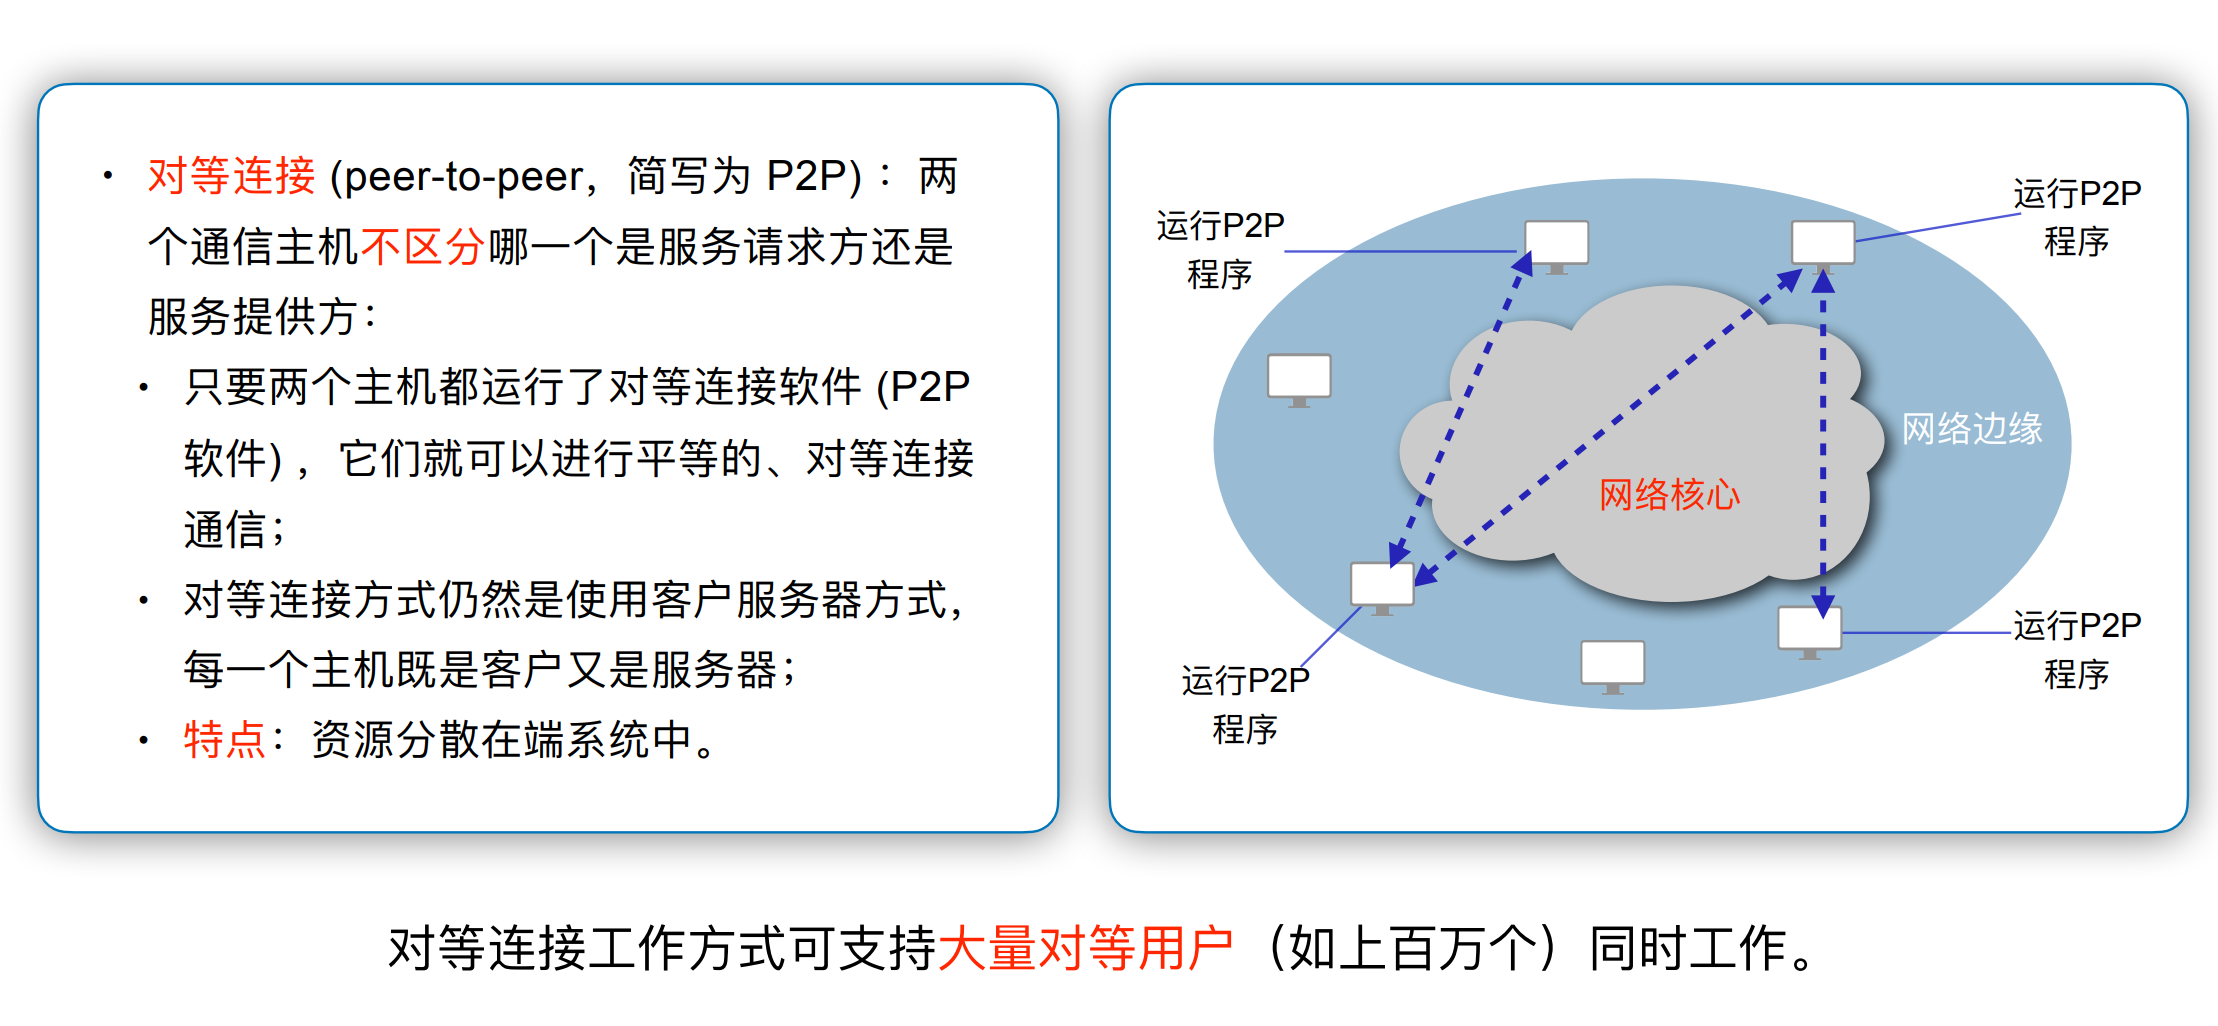 • 对等连接 (peer-to-peer，简写为 P2P)：两
个通信主机不区分哪一个是服务请求方还是
服务提供方：
• 只要两个主机都运行了对等连接软件 (P2P
软件)，它们就可以进行平等的、对等连接
通信；
• 对等连接方式仍然是使用客户服务器方式，
每一个主机既是客户又是服务器；
• 特点：资源分散在端系统中。
运行P2P
程序
运行P2P
程序
网络边缘
网络核心
运行P2P
程序
运行P2P
程序
对等连接工作方式可支持大量对等用户（如上百万个）同时工作。